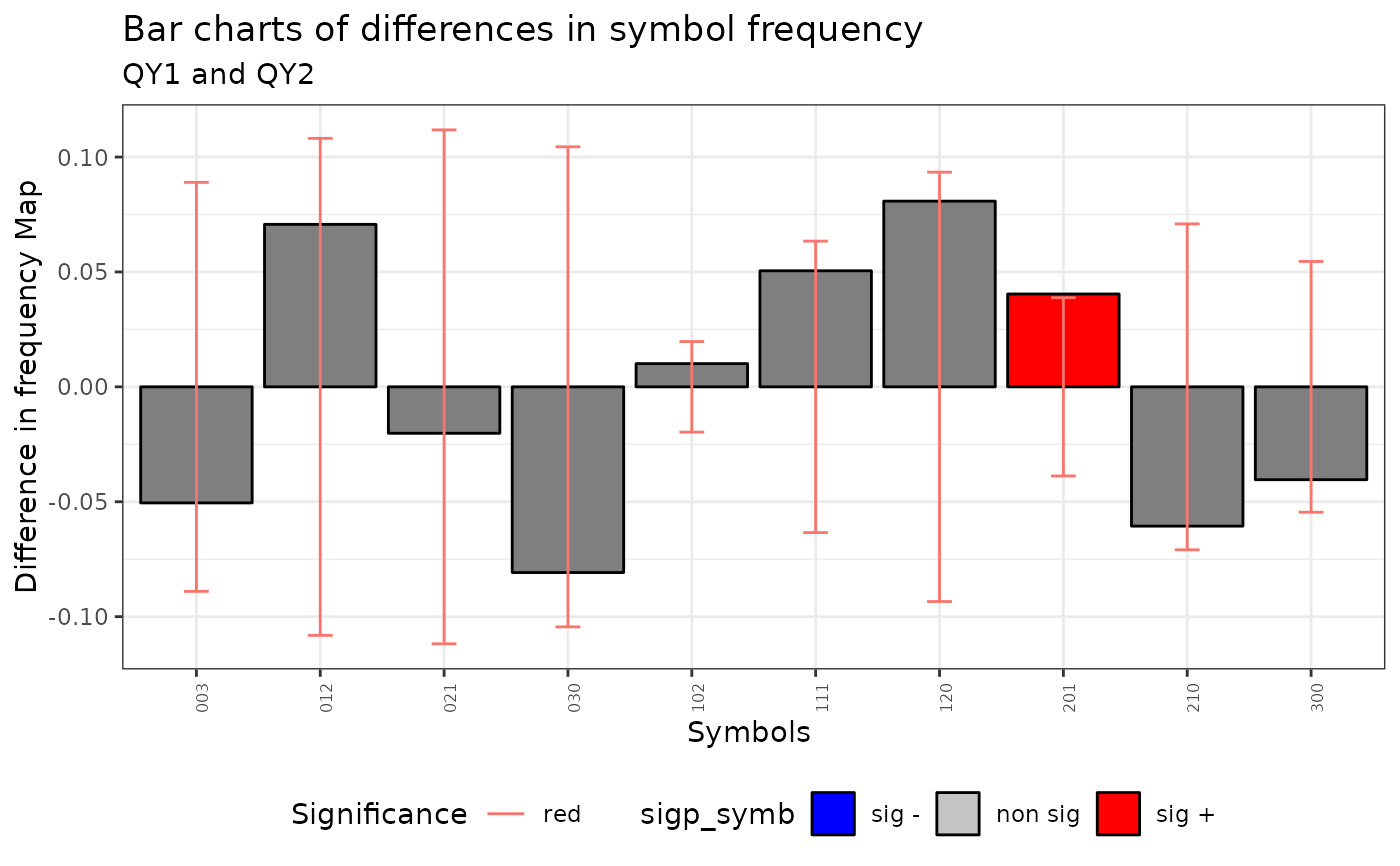 Bar charts of differences in symbol frequency
QY1 and QY2
Difference in frequency Map
0.10
0.05
0.00
-0.05
-0.10
003 012 021 030 102 111 120 201 210 300
Symbols
Significance red sigp_symb sig - non sig sig +